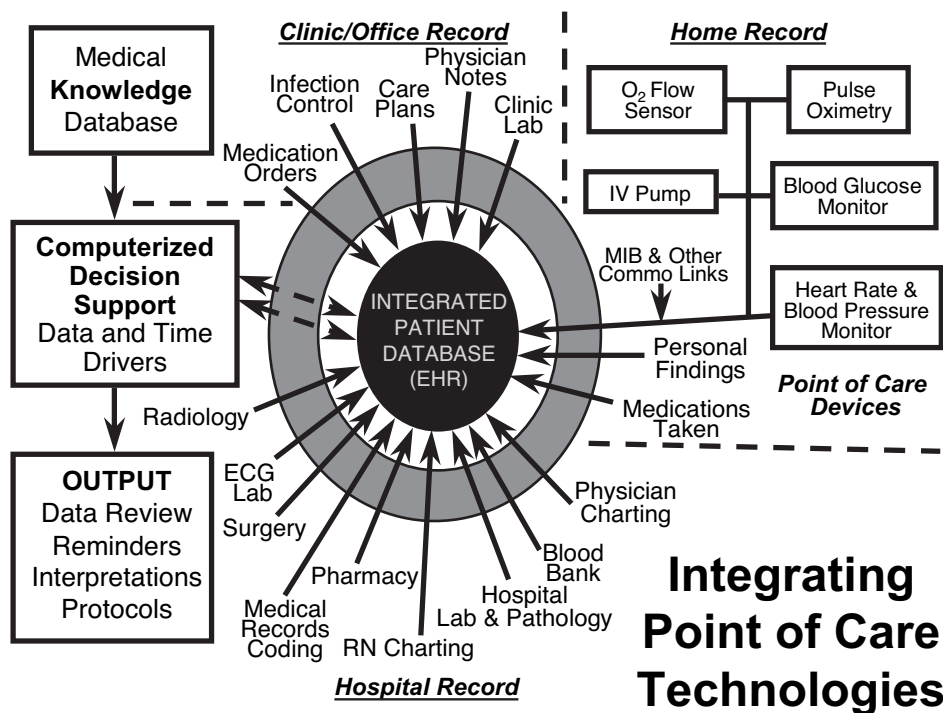 Clinic/Office Record
Home Record
Medical
Knowledge
Database
Infection
Control
Care
Plans
Physician
Notes
Clinic
Lab
Medication
Orders
O2 Flow
Sensor
Pulse
Oximetry
IV Pump
Blood Glucose
Monitor
MIB & Other
Commo Links
Heart Rate &
Blood Pressure
Monitor
Computerized
Decision
Support
Data and Time
Drivers
INTEGRATED
PATIENT
DATABASE
(EHR)
Personal
Findings
Point of Care
Devices
Medications
Taken
Radiology
ECG
Lab
Surgery
OUTPUT
Data Review
Reminders
Interpretations
Protocols
Pharmacy
Medical
Records
Coding
RN Charting
Hospital
Lab & Pathology
Blood
Bank
Physician
Charting
Hospital Record
Integrating
Point of Care
Technologies